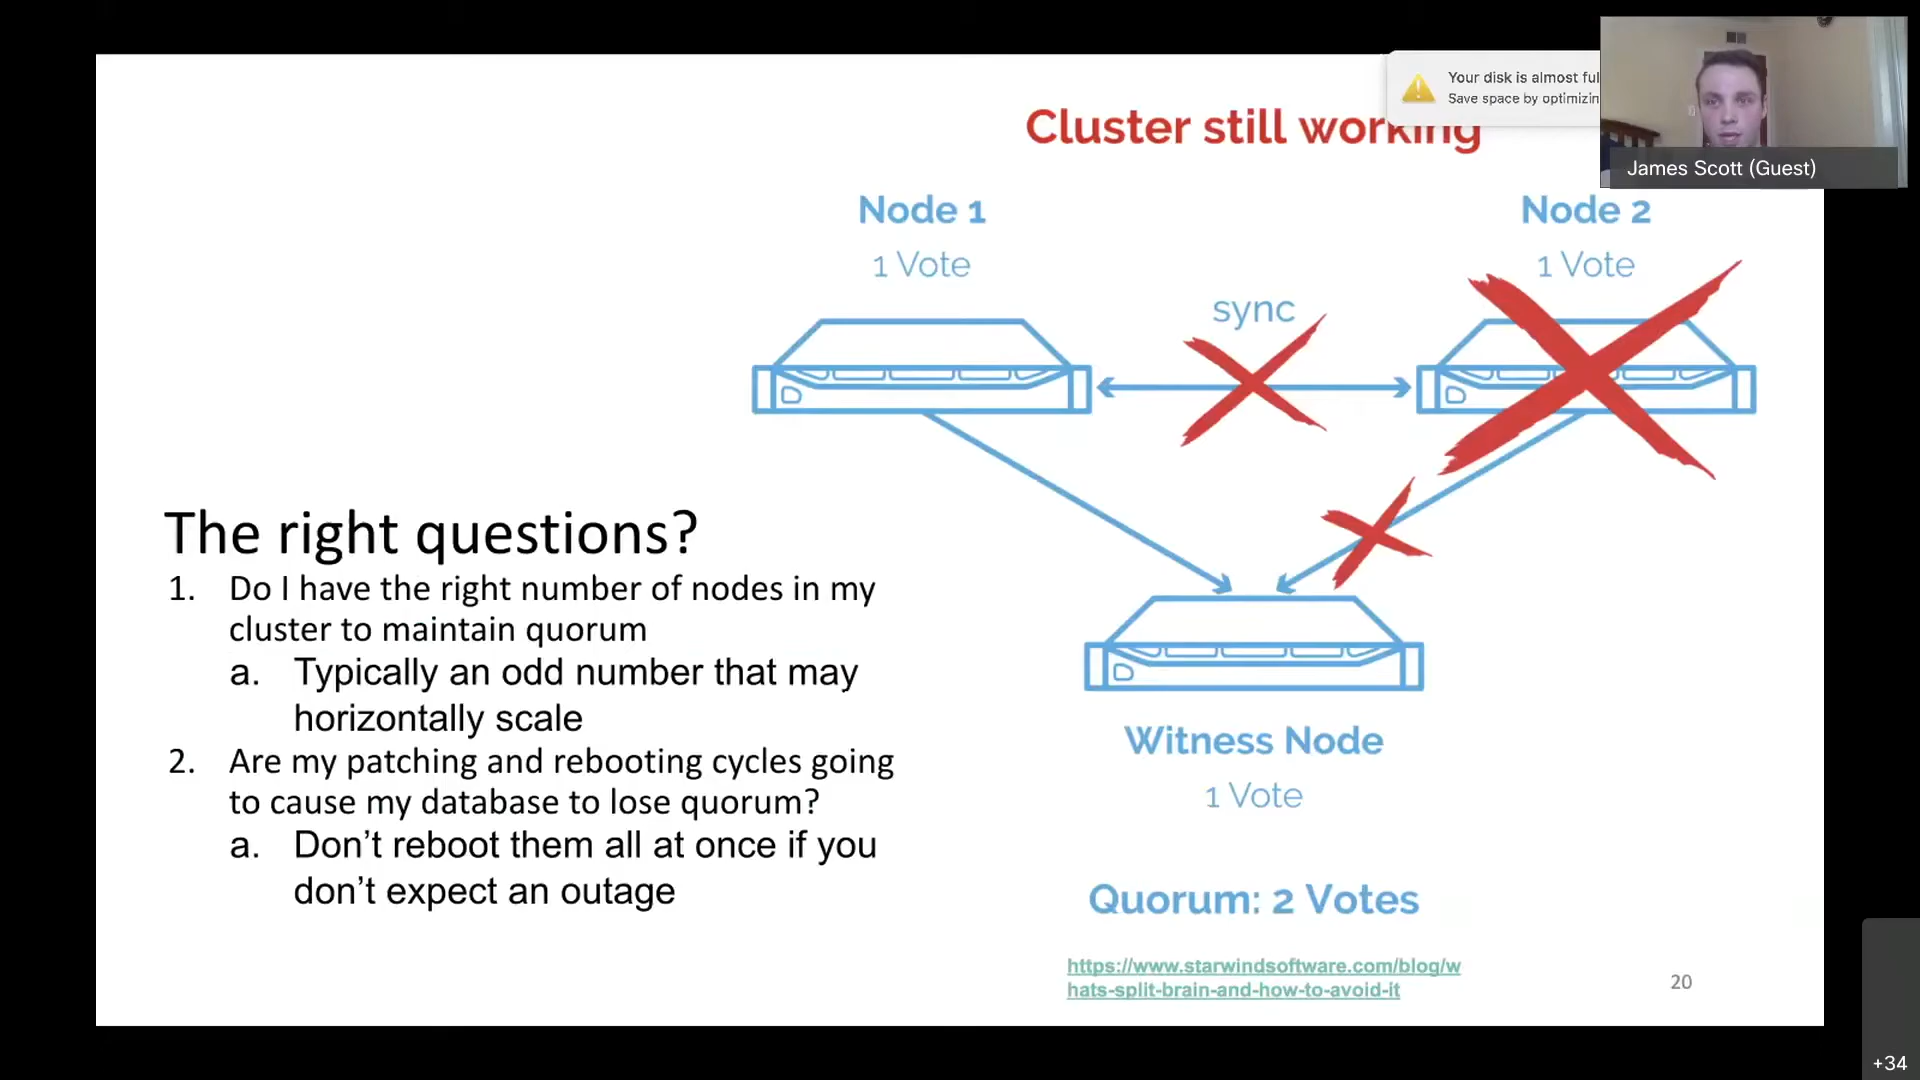 Your disk is almost ful
Save space by optimizin
James Scott (Guest)
Cluster still working
Node 1
1 Vote
Node 2
1 Vote
sync
The right questions?
1. Do I have the right number of nodes in my
cluster to maintain quorum
a. Typically an odd number that may
horizontally scale
2. Are my patching and rebooting cycles going
to cause my database to lose quorum?
a. Don’t reboot them all at once if you
don’t expect an outage
Witness Node
1 Vote
Quorum: 2 Votes
https://www.starwindsoftware.com/blog/w
hats-split-brain-and-how-to-avoid-it
20
+34